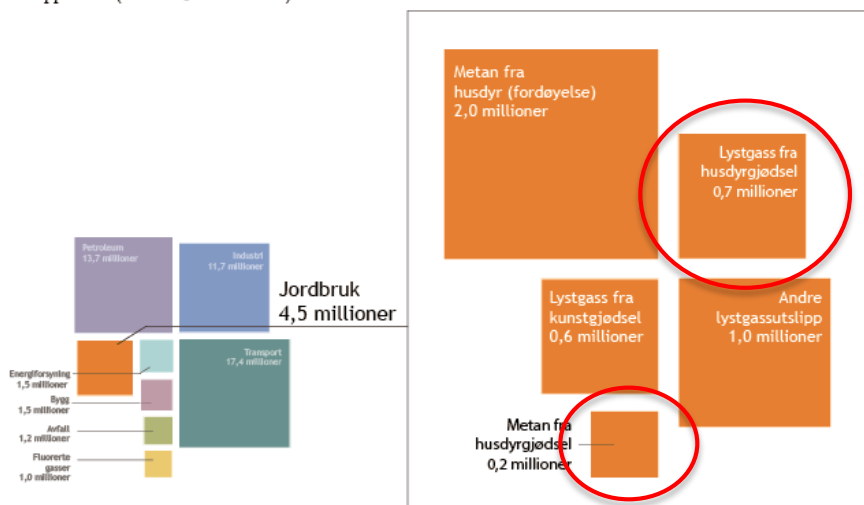 Petroleum
13,7 millioner
Industri
11,7 millioner
Jordbruk
4,5 millioner
Energiforsyning
1,5 millioner
Bygg
1,5 millioner
Avfall
1,2 millioner
Fluorerte
gasser
1,0 millioner
Transport
17,4 millioner
Metan fra
husdyr (fordøyelse)
2,0 millioner
Lystgass fra
husdyrgjødsel
0,7 millioner
Lystgass fra
kunstgjødsel
0,6 millioner
Andre
lystgassutslipp
1,0 millioner
Metan fra
husdyrgjødsel
0,2 millioner